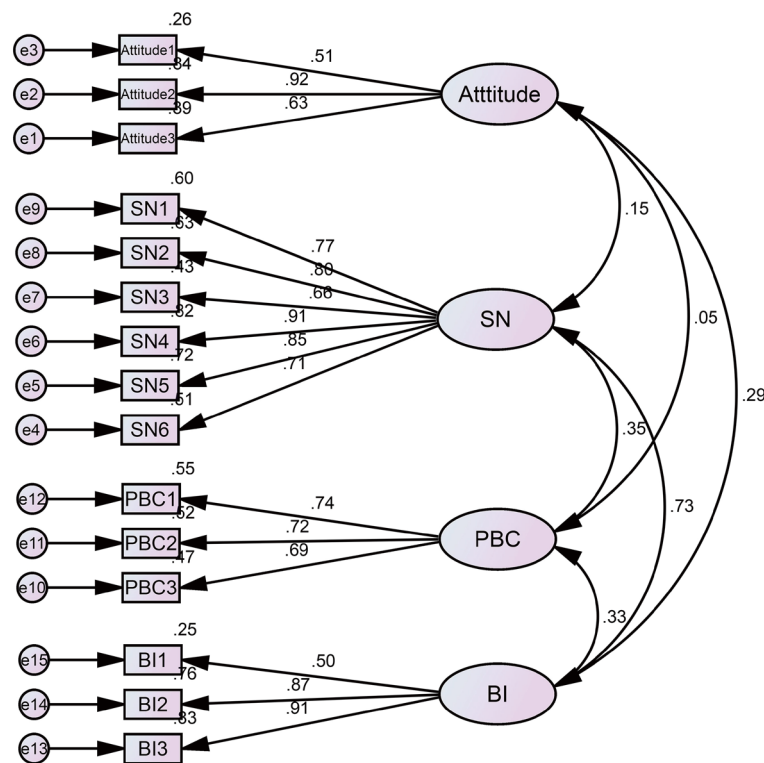 .26
e3 Attitude1 .51
.84
e2 Attitude2 .92 Atttitude
.39
e1 Attitude3 .63
.15
.60
e9 SN1 .77
.63
e8 SN2 .80
.43
e7 SN3 .66 SN
.82
e6 SN4 .91 .05
.72
e5 SN5 .85
.51
e4 SN6 .71
.29
.35
.55
e12 PBC1 .74 .73
.52
e11 PBC2 .72 PBC
.47
e10 PBC3 .69
.33
.25
e15 BI1 .50
.76
e14 BI2 .87 BI
.83
e13 BI3 .91